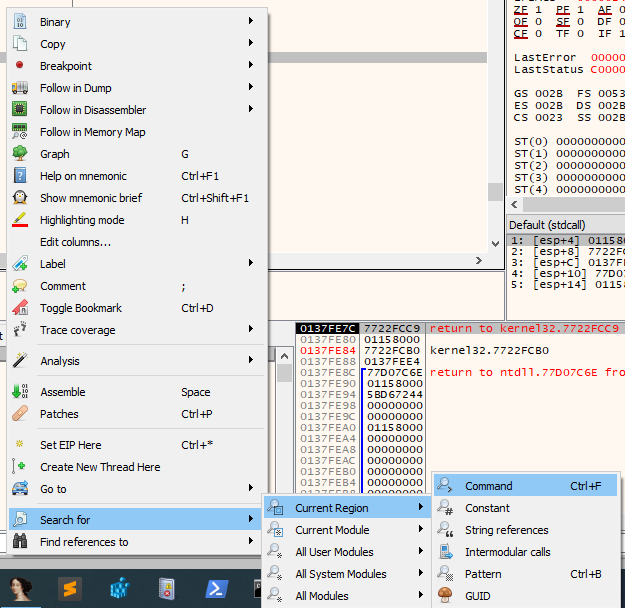 Binary
Copy
Breakpoint
Follow in Dump
Follow in Disassembler
Follow in Memory Map
Graph G
Help on mnemonic Ctrl+F1
Show mnemonic brief Ctrl+Shift+F1
Highlighting mode H
Edit columns...
Label
Comment ;
Toggle Bookmark Ctrl+D
Trace coverage
Analysis
Assemble Space
Patches Ctrl+P
Set EIP Here Ctrl+*
Create New Thread Here
Go to
Search for
Find references to
Current Region
Current Module
All User Modules
All System Modules
All Modules
Command Ctrl+F
Constant
String references
Intermodular calls
Pattern Ctrl+B
GUID
ZF 1 PF 1 AF 0
OF 0 SF 0 DF 0
CF 0 TF 0 IF 1
LastError 00000
LastStatus C0000
GS 002B FS 0053
ES 002B DS 002B
CS 0023 SS 002B
ST(0) 0000000000
ST(1) 0000000000
ST(2) 0000000000
ST(3) 0000000000
ST(4) 0000000000
Default (stdcall)
1: [esp+4] 01158
2: [esp+8] 7722FC
3: [esp+C] 0137FE
4: [esp+10] 77D07
5: [esp+14] 01158
0137FE7C 7722FCC9 return to kernel32.7722FCC9
0137FE80 01158000
0137FE84 7722FCB0 kernel32.7722FCB0
0137FE88 0137FEE4
0137FE8C 77D07C6E return to ntdll.77D07C6E fro
0137FE90 01158000
0137FE94 5BD67244
0137FE98 00000000
0137FE9C 00000000
0137FEA0 01158000
0137FEA4 00000000
0137FEA8 00000000
0137FEAC 00000000
0137FEB0 00000000
0137FEB4 00000000